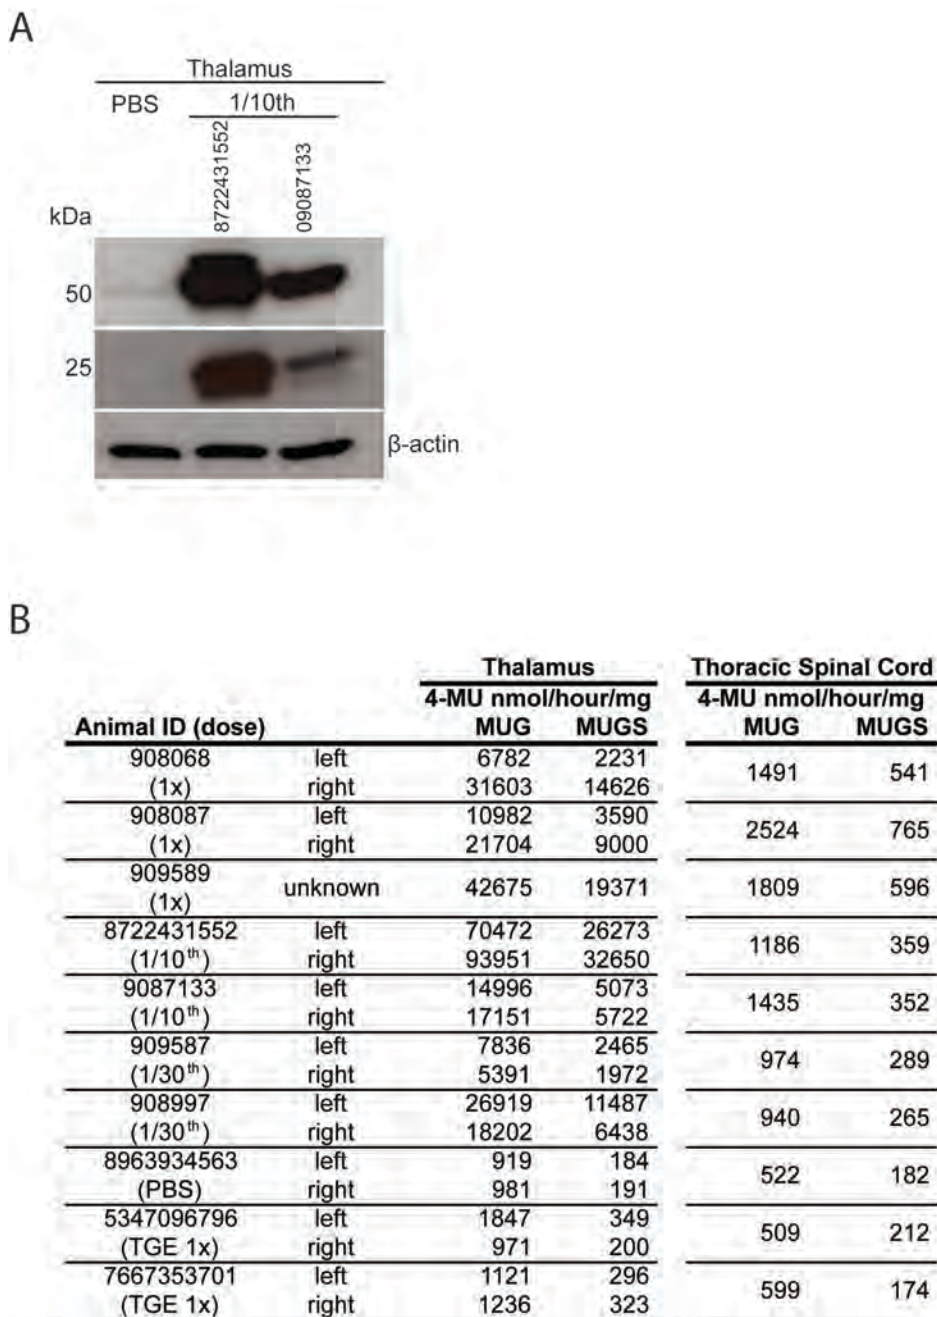 A
Thalamus
PBS 1/10th
8722431552 09087133
kDa
50
25
β-actin
B
Thalamus Thoracic Spinal Cord
4-MU nmol/hour/mg 4-MU nmol/hour/mg
Animal ID (dose) MUG MUGS MUG MUGS
908068 left 6782 2231
1491 541
(1x) right 31603 14626
908087 left 10982 3590
2524 765
(1x) right 21704 9000
909589
unknown 42675 19371 1809 596
(1x)
8722431552 left 70472 26273
1186 359
(1/10th) right 93951 32650
9087133 left 14996 5073
1435 352
(1/10th) right 17151 5722
909587 left 7836 2465
974 289
(1/30th) right 5391 1972
908997 left 26919 11487
940 265
(1/30th) right 18202 6438
8963934563 left 919 184
522 182
(PBS) right 981 191
5347096796 left 1847 349
509 212
(TGE 1x) right 971 200
7667353701 left 1121 296
599 174
(TGE 1x) right 1236 323